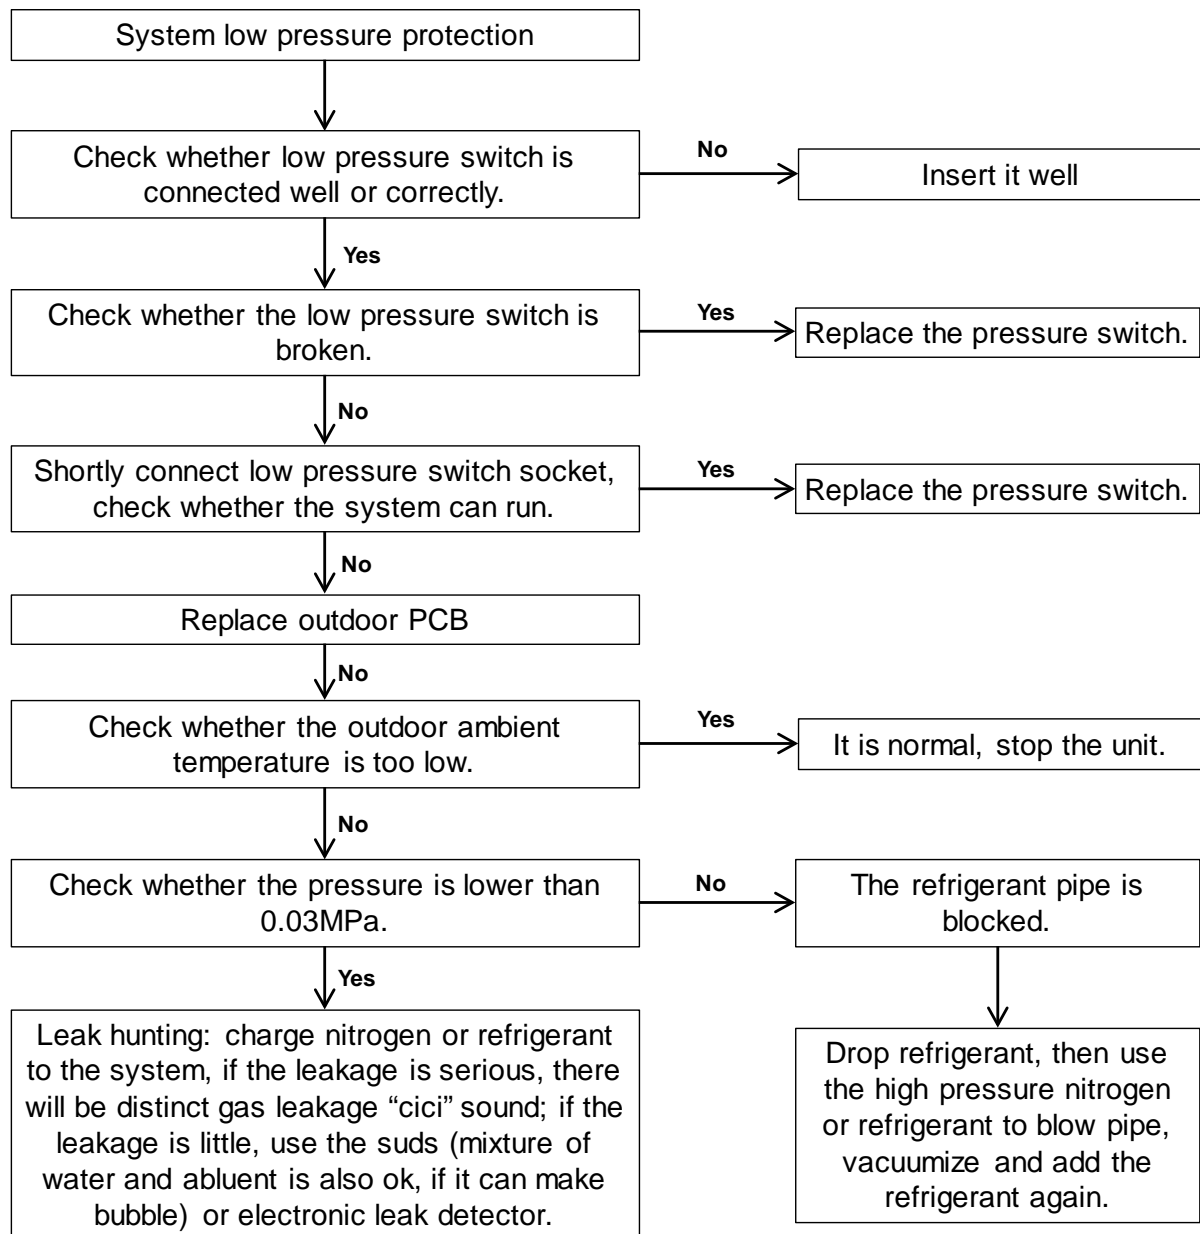 System low pressure protection
Check whether low pressure switch is
connected well or correctly.
No
Insert it well
Yes
Check whether the low pressure switch is
broken.
Yes
Replace the pressure switch.
No
Shortly connect low pressure switch socket,
check whether the system can run.
Yes
Replace the pressure switch.
No
Replace outdoor PCB
No
Check whether the outdoor ambient
temperature is too low.
Yes
It is normal, stop the unit.
No
Check whether the pressure is lower than
0.03MPa.
No
The refrigerant pipe is
blocked.
Yes
Leak hunting: charge nitrogen or refrigerant
to the system, if the leakage is serious, there
will be distinct gas leakage “cici” sound; if the
leakage is little, use the suds (mixture of
water and abluent is also ok, if it can make
bubble) or electronic leak detector.
Drop refrigerant, then use
the high pressure nitrogen
or refrigerant to blow pipe,
vacuumize and add the
refrigerant again.